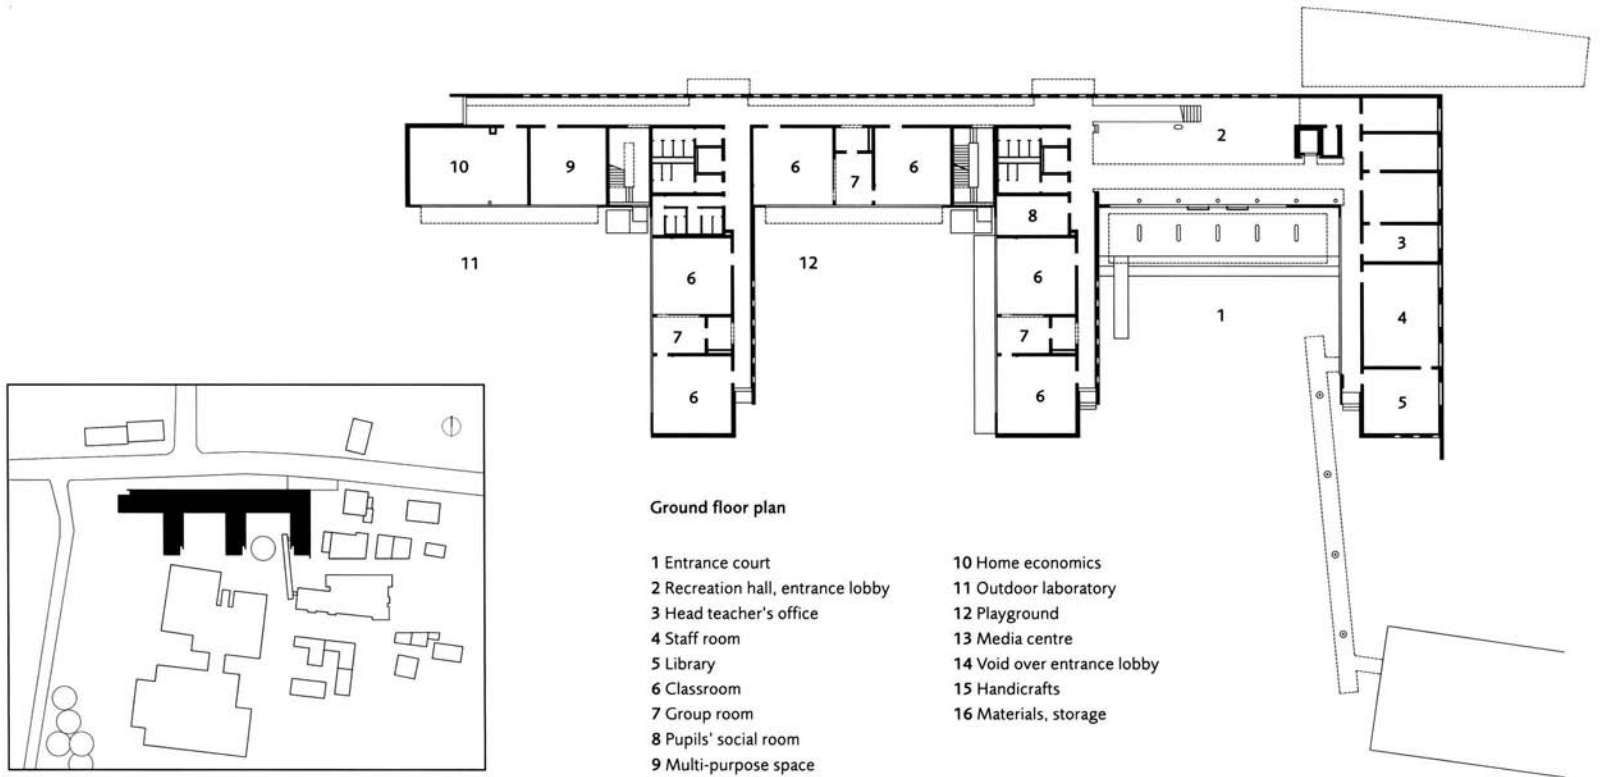 2
10
9
6
7
6
8
3
11
12
6
6
1
4
7
7
6
6
5
Ground floor plan
1 Entrance court
2 Recreation hall, entrance lobby
3 Head teacher's office
4 Staff room
5 Library
6 Classroom
7 Group room
8 Pupils' social room
9 Multi-purpose space
10 Home economics
11 Outdoor laboratory
12 Playground
13 Media centre
14 Void over entrance lobby
15 Handicrafts
16 Materials, storage